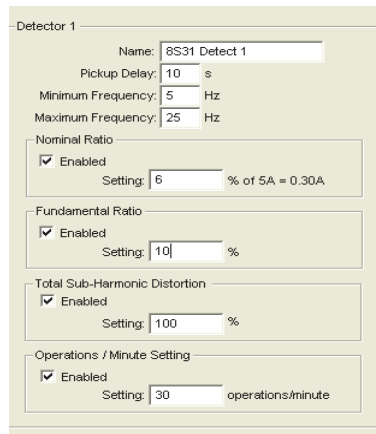 Detector 1
Name: 8S31 Detect 1
Pickup Delay: 10 s
Minimum Frequency: 5 Hz
Maximum Frequency: 25 Hz
Nominal Ratio
Enabled
Setting: 6 % of 5A = 0.30A
Fundamental Ratio
Enabled
Setting: 10 %
Total Sub-Harmonic Distortion
Enabled
Setting: 100 %
Operations / Minute Setting
Enabled
Setting: 30 operations/minute